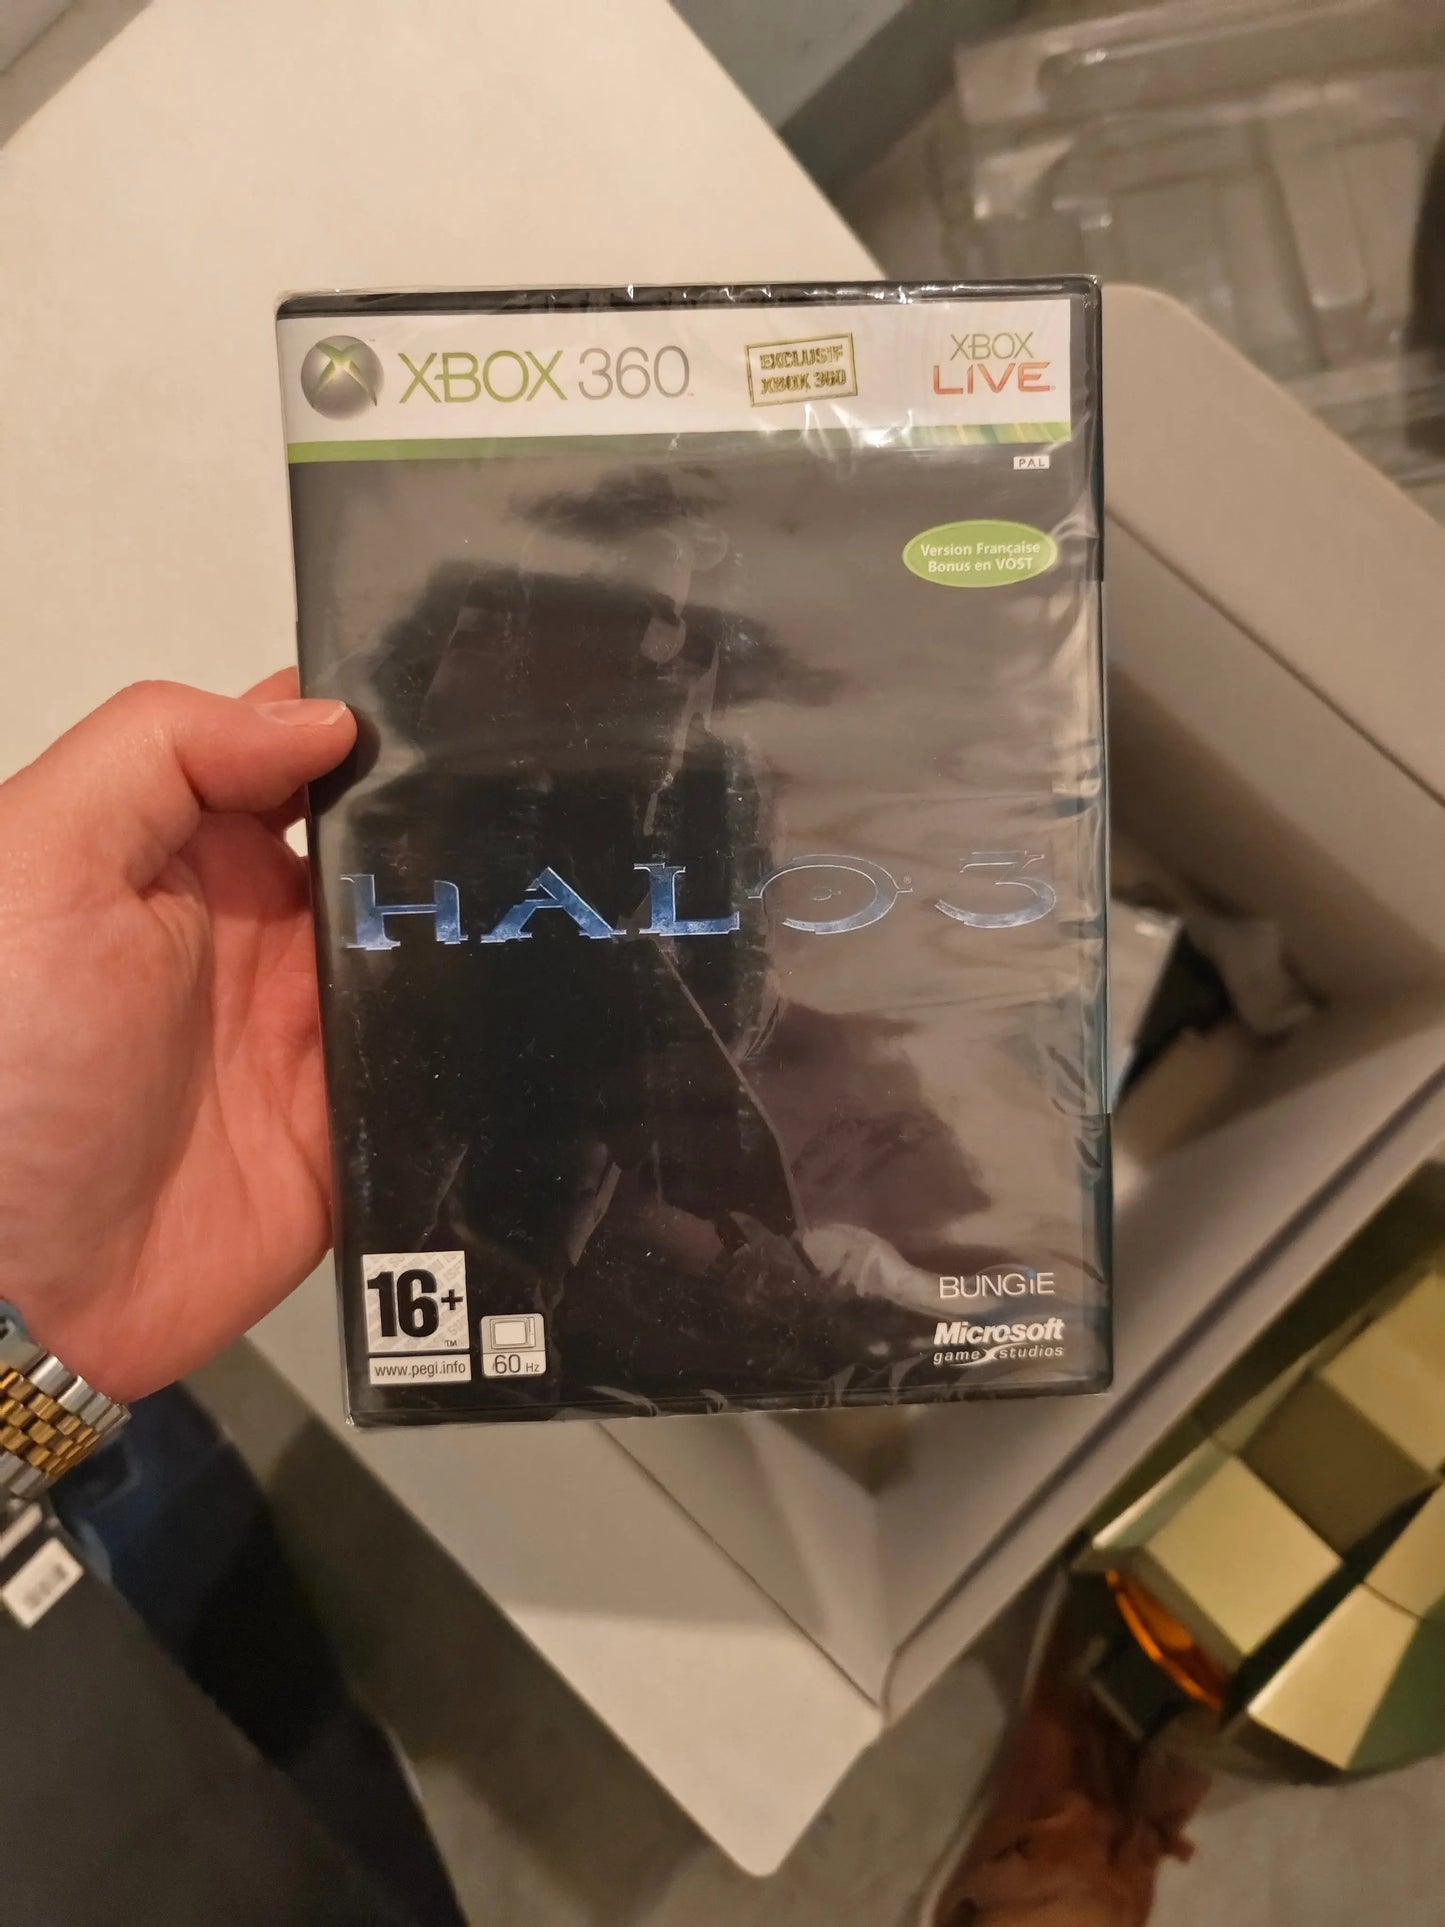 XBOX 360
EXCLUSIF
XBOX 360
XBOX
LIVE
PAL
Version Française
Bonus en VOST
HALO 3
16+
www.pegi.info
60 Hz
BUNGIE
Microsoft
game studios